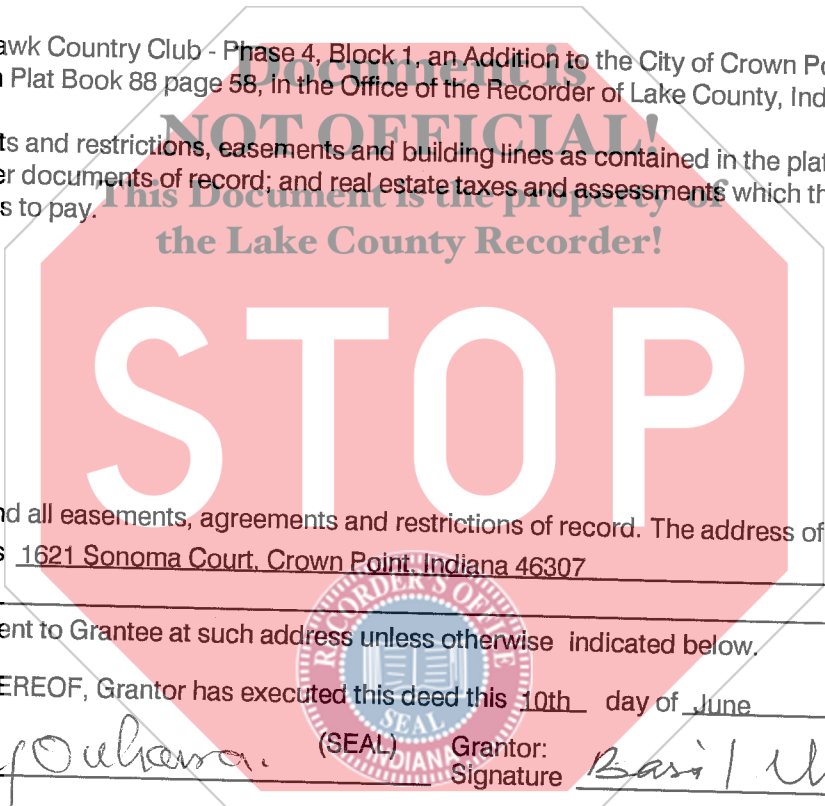 awk Country Club - Phase 4, Block 1, an Addition to the City of Crown Po
Plat Book 88 page 58, in the Office of the Recorder of Lake County, Ind
ts and restrictions, easements and building lines as contained in the plat
er documents of record; and real estate taxes and assessments which th
s to pay.
Document is
NOT OFFICIAL!
This Document is the property of
the Lake County Recorder!
STOP
nd all easements, agreements and restrictions of record. The address of
s 1621 Sonoma Court, Crown Point, Indiana 46307
ent to Grantee at such address unless otherwise indicated below.
EREOF, Grantor has executed this deed this 10th day of June
(SEAL) Grantor:
Signature Basil
RECORDER'S OFFICE
SEAL
INDIANA